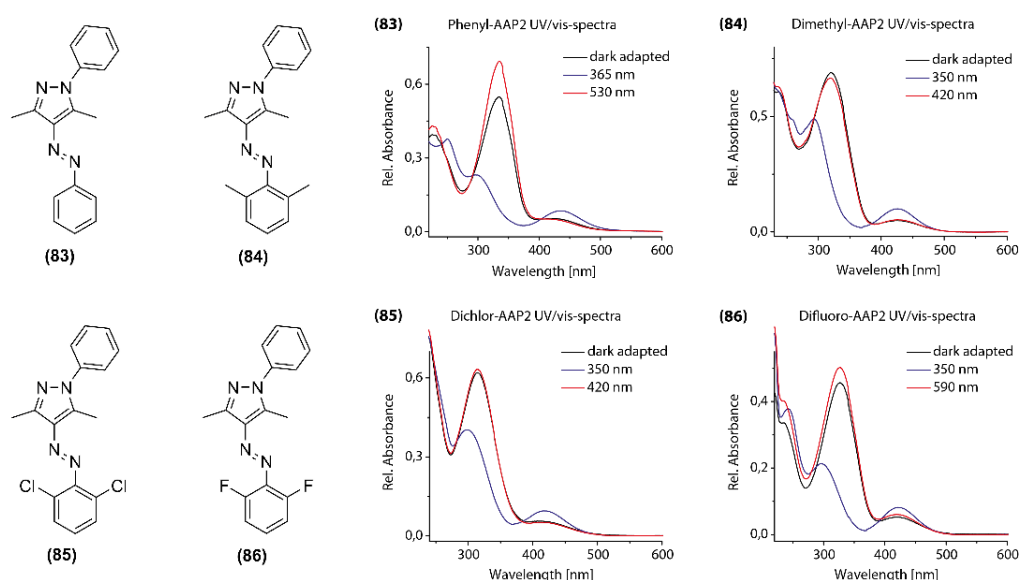 N
N
N
N
(83)
N
N
N
N
(84)
N
N
N
N
Cl
Cl
(85)
N
N
N
N
F
F
(86)
(83)
Phenyl-AAP2 UV/vis-spectra
dark adapted
365 nm
530 nm
0,6
0,3
0,0
Rel. Absorbance
300
400
500
600
Wavelength [nm]
(84)
Dimethyl-AAP2 UV/vis-spectra
dark adapted
350 nm
420 nm
0,5
0,0
Rel. Absorbance
300
400
500
600
Wavelength [nm]
(85)
Dichlor-AAP2 UV/vis-spectra
dark adapted
350 nm
420 nm
0,6
0,3
0,0
Rel. Absorbance
300
400
500
600
Wavelength [nm]
(86)
Difluoro-AAP2 UV/vis-spectra
dark adapted
350 nm
590 nm
0,4
0,2
0,0
Rel. Absorbance
300
400
500
600
Wavelength [nm]